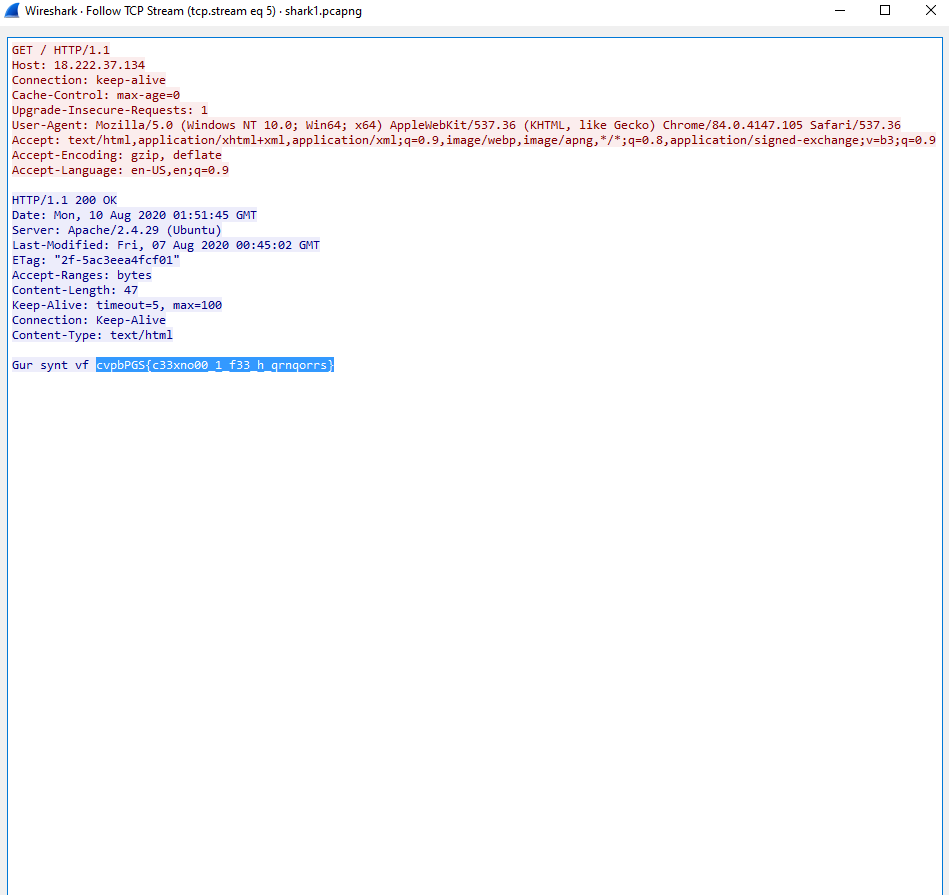 Wireshark · Follow TCP Stream (tcp.stream eq 5) · shark1.pcapng
GET / HTTP/1.1
Host: 18.222.37.134
Connection: keep-alive
Cache-Control: max-age=0
Upgrade-Insecure-Requests: 1
User-Agent: Mozilla/5.0 (Windows NT 10.0; Win64; x64) AppleWebKit/537.36 (KHTML, like Gecko) Chrome/84.0.4147.105 Safari/537.36
Accept: text/html,application/xhtml+xml,application/xml;q=0.9,image/webp,image/apng,*/*;q=0.8,application/signed-exchange;v=b3;q=0.9
Accept-Encoding: gzip, deflate
Accept-Language: en-US,en;q=0.9
HTTP/1.1 200 OK
Date: Mon, 10 Aug 2020 01:51:45 GMT
Server: Apache/2.4.29 (Ubuntu)
Last-Modified: Fri, 07 Aug 2020 00:45:02 GMT
ETag: "2f-5ac3eea4fcf01"
Accept-Ranges: bytes
Content-Length: 47
Keep-Alive: timeout=5, max=100
Connection: Keep-Alive
Content-Type: text/html
Gur synt vf cvpbPGS{c33xno00_1_f33_h_qrnqorrs}